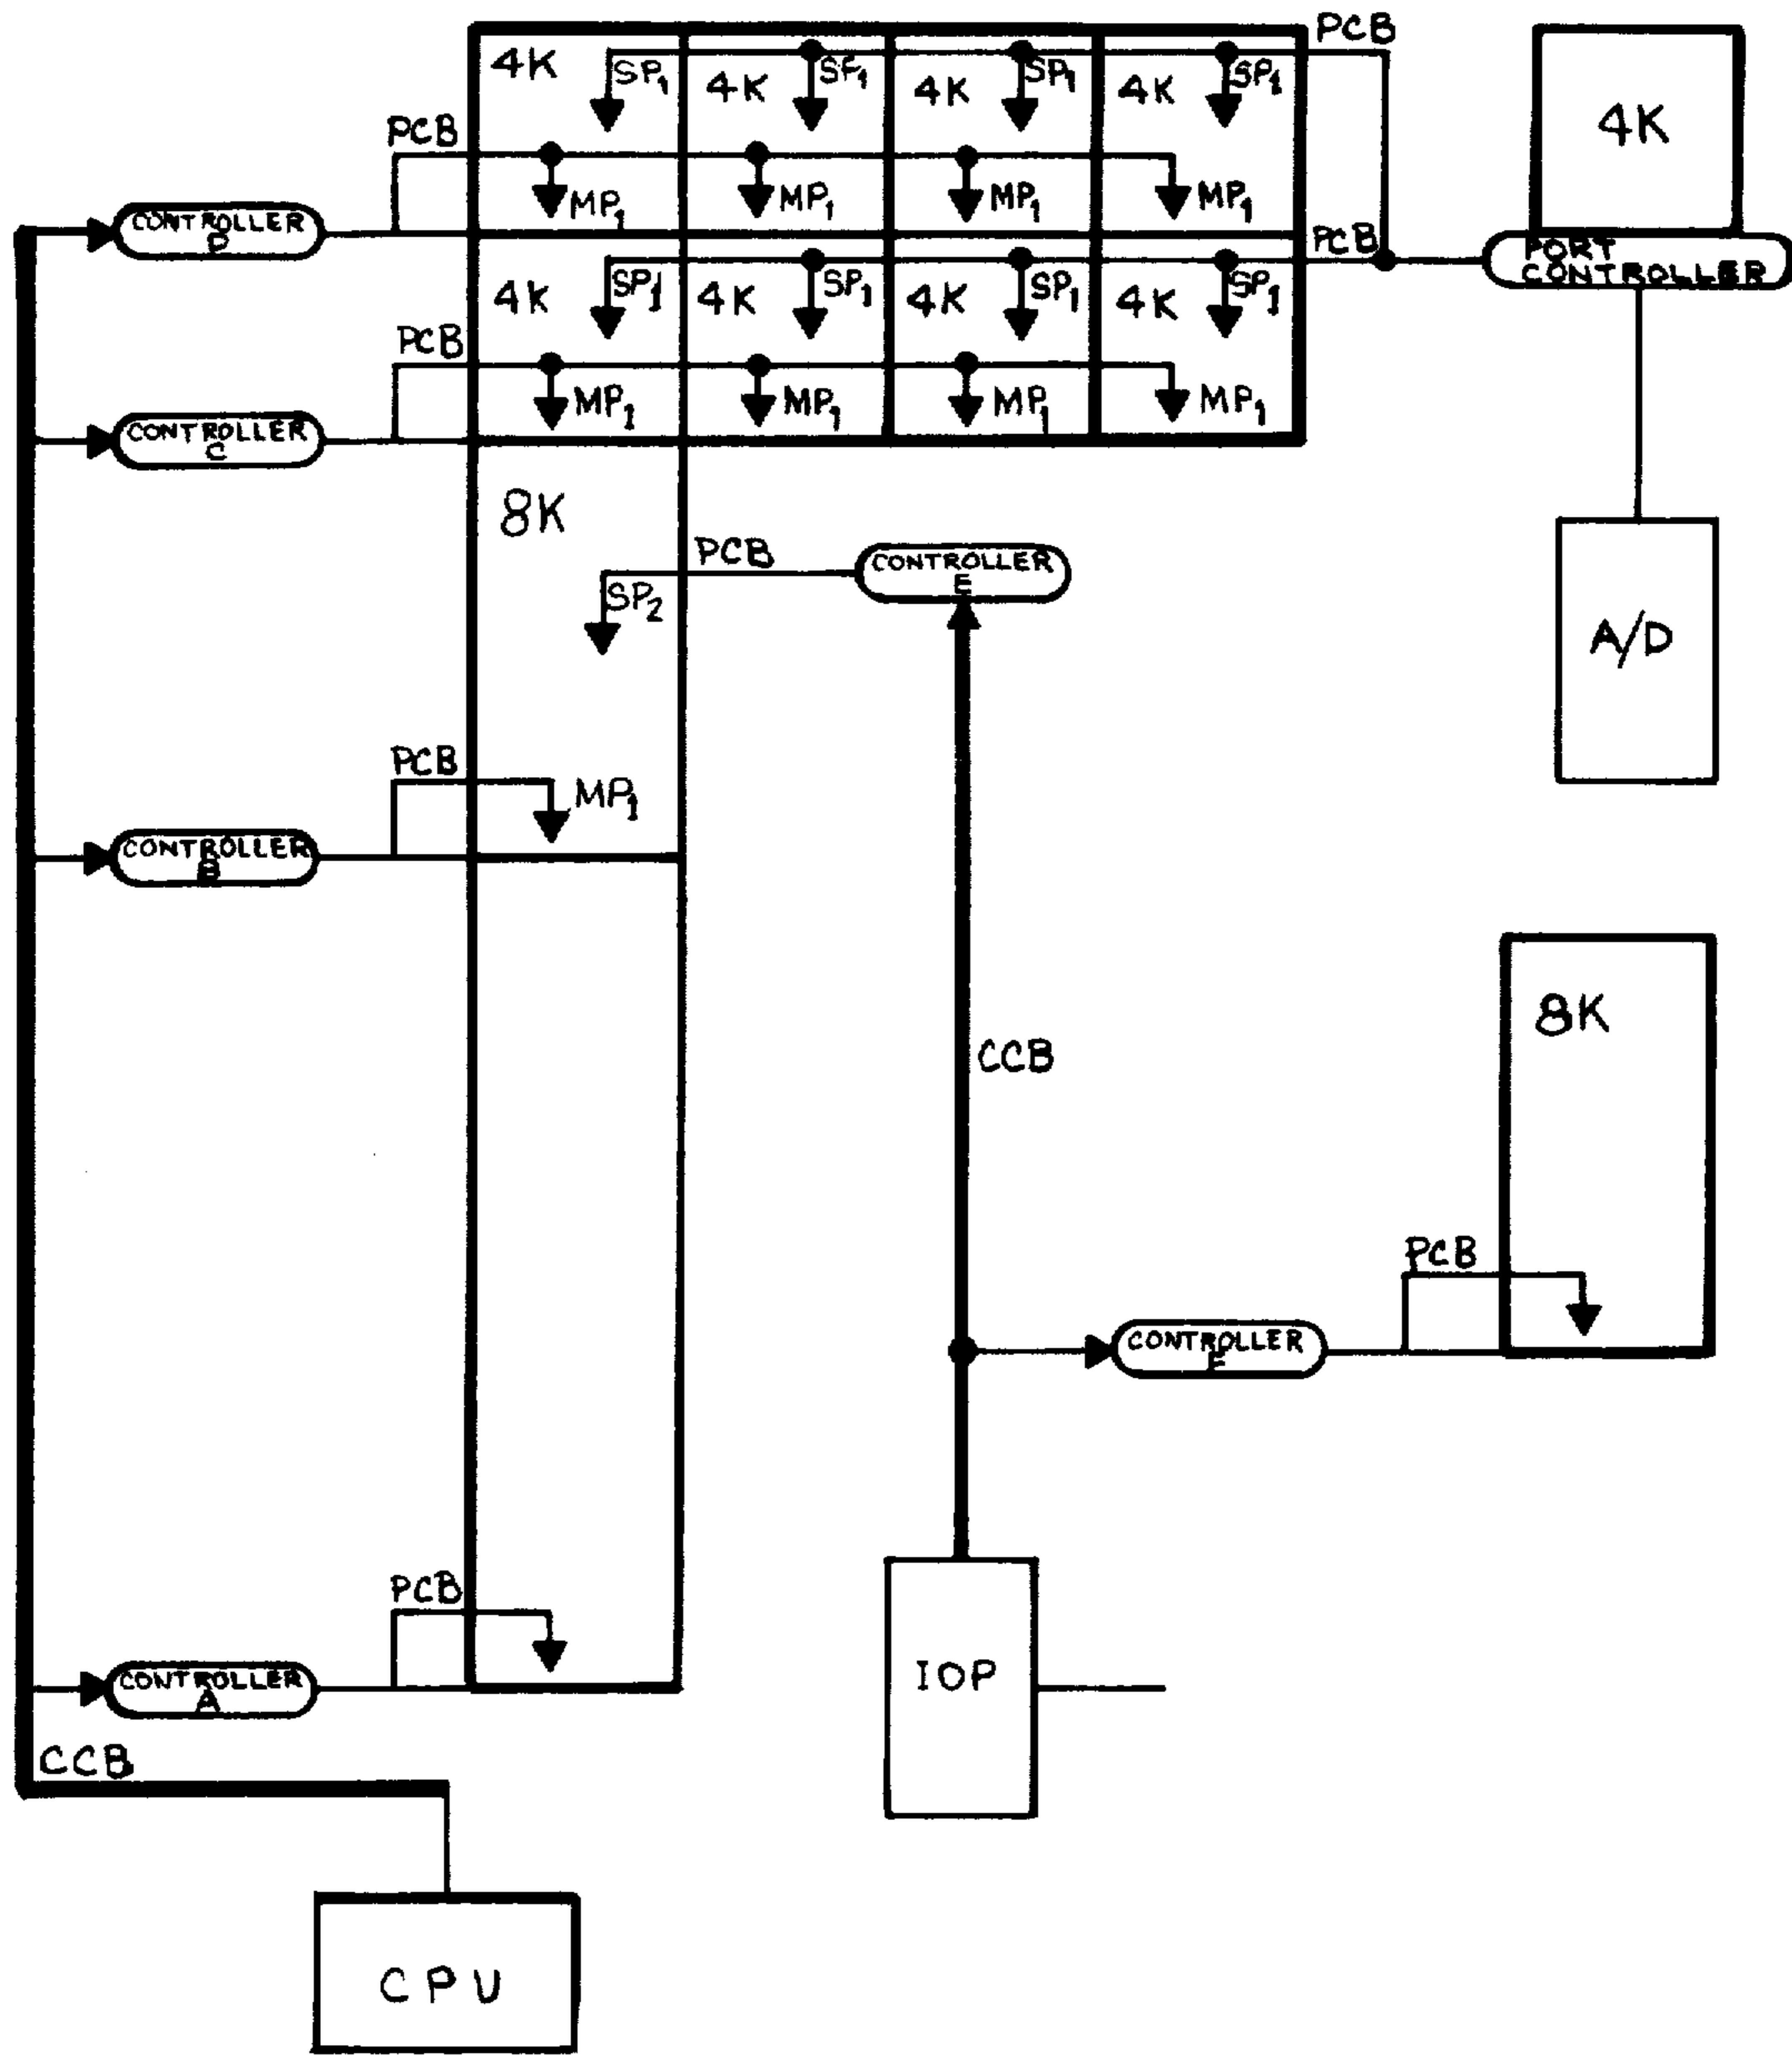 PCB
4K SP1 4K SP1 4K SP1 4K SP1
4K
PCB
MP1 MP1 MP1 MP1
CONTROLLER
D
PCB
PORT
CONTROLLER
4K SP1 4K SP1 4K SP1 4K SP1
PCB
MP1 MP1 MP1 MP1
CONTROLLER
C
8K
PCB
CONTROLLER
E
SP2
A/D
PCB
MP1
CONTROLLER
B
8K
CCB
PCB
CONTROLLER
F
PCB
IOP
CONTROLLER
A
CCB
CPU